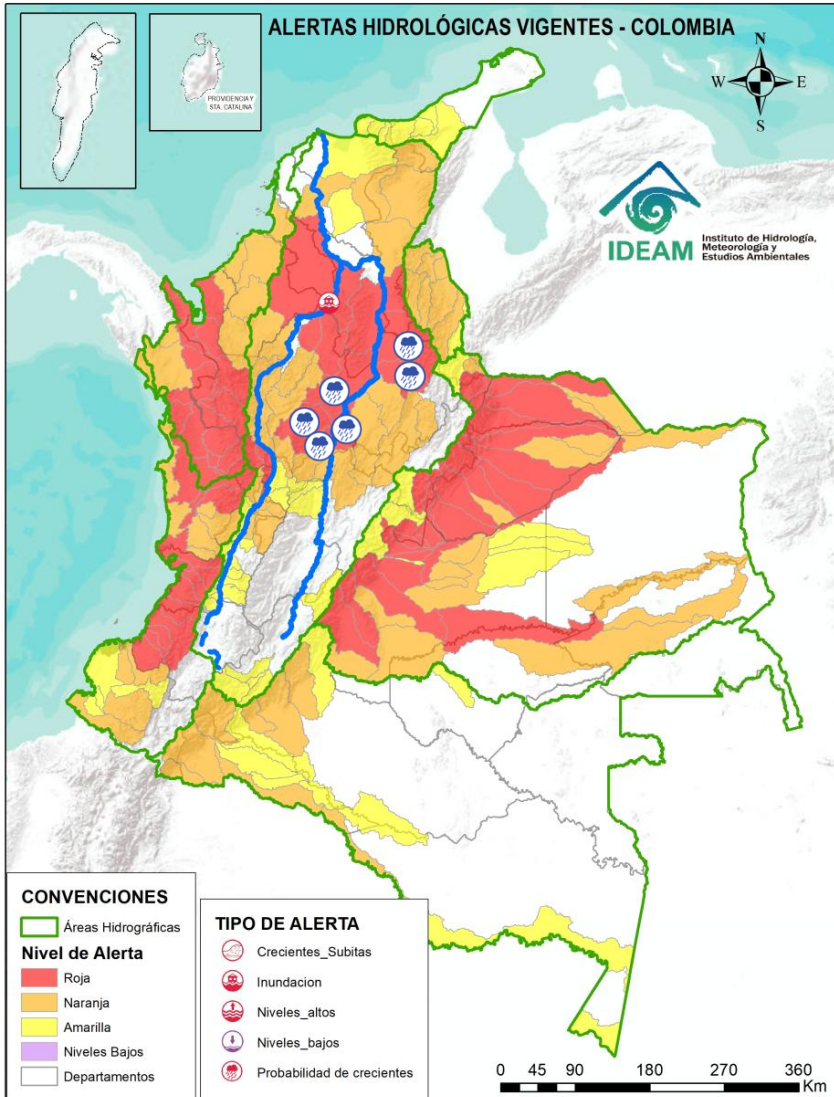 ALERTAS HIDROLÓGICAS VIGENTES - COLOMBIA
PROVIDENCIA Y
STA. CATALINA
N
W
E
S
IDEAM
Instituto de Hidrología,
Meteorología y
Estudios Ambientales
CONVENCIONES
Áreas Hidrográficas
Nivel de Alerta
Roja
Naranja
Amarilla
Niveles Bajos
Departamentos
TIPO DE ALERTA
Crecientes_Subitas
Inundacion
Niveles_altos
Niveles_bajos
Probabilidad de crecientes
0 45 90 180 270 360
Km